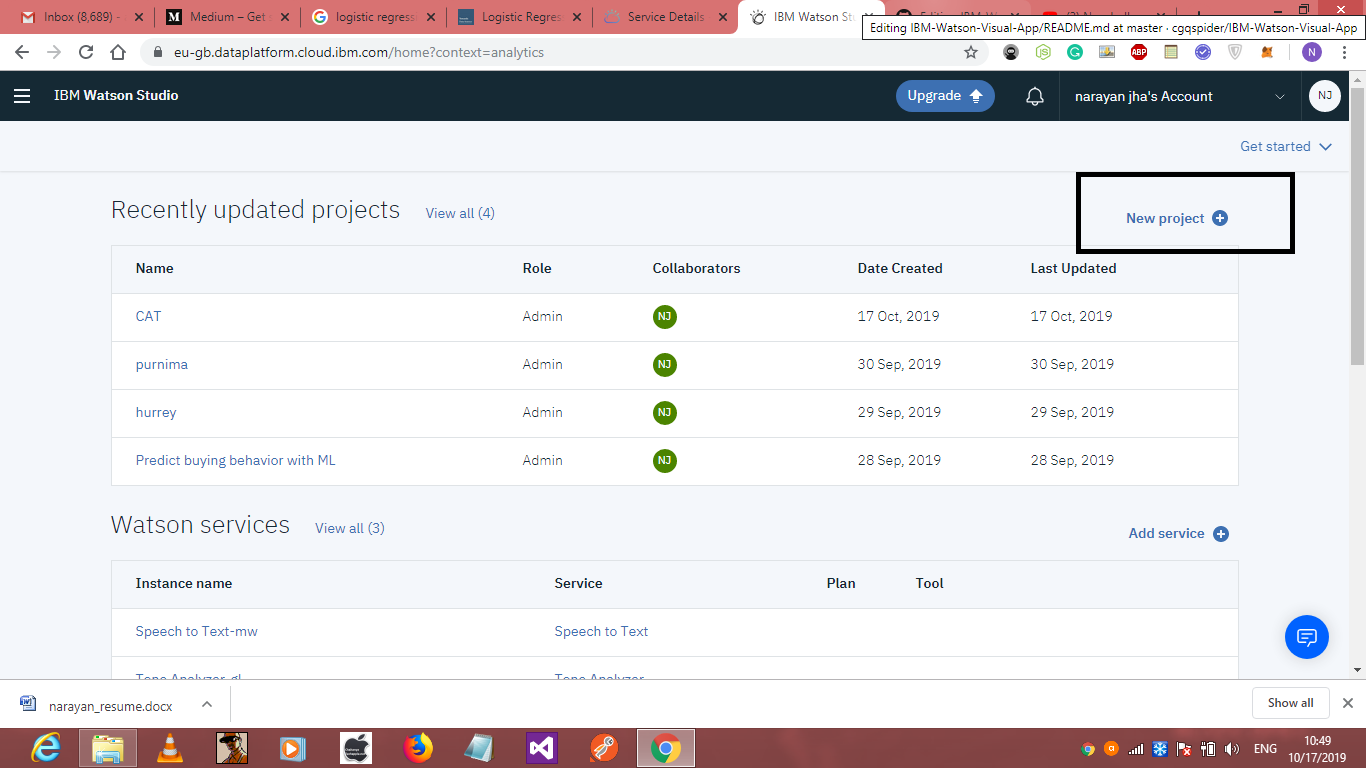 Inbox (8,689) -
Medium – Get
logistic regress
Logistic Regres
Service Details
IBM Watson St
Editing IBM-Watson-Visual-App/README.md at master · cgqspider/IBM-Watson-Visual-App
eu-gb.dataplatform.cloud.ibm.com/home?context=analytics
ABP
N
IBM Watson Studio
Upgrade
narayan jha's Account
NJ
Get started
Recently updated projects View all (4)
New project
Name Role Collaborators Date Created Last Updated
CAT Admin NJ 17 Oct, 2019 17 Oct, 2019
purnima Admin NJ 30 Sep, 2019 30 Sep, 2019
hurrey Admin NJ 29 Sep, 2019 29 Sep, 2019
Predict buying behavior with ML Admin NJ 28 Sep, 2019 28 Sep, 2019
Watson services View all (3)
Add service
Instance name Service Plan Tool
Speech to Text-mw Speech to Text
Tone Analyzer-gl Tone Analyzer
narayan_resume.docx
Show all
ENG
10:49
10/17/2019